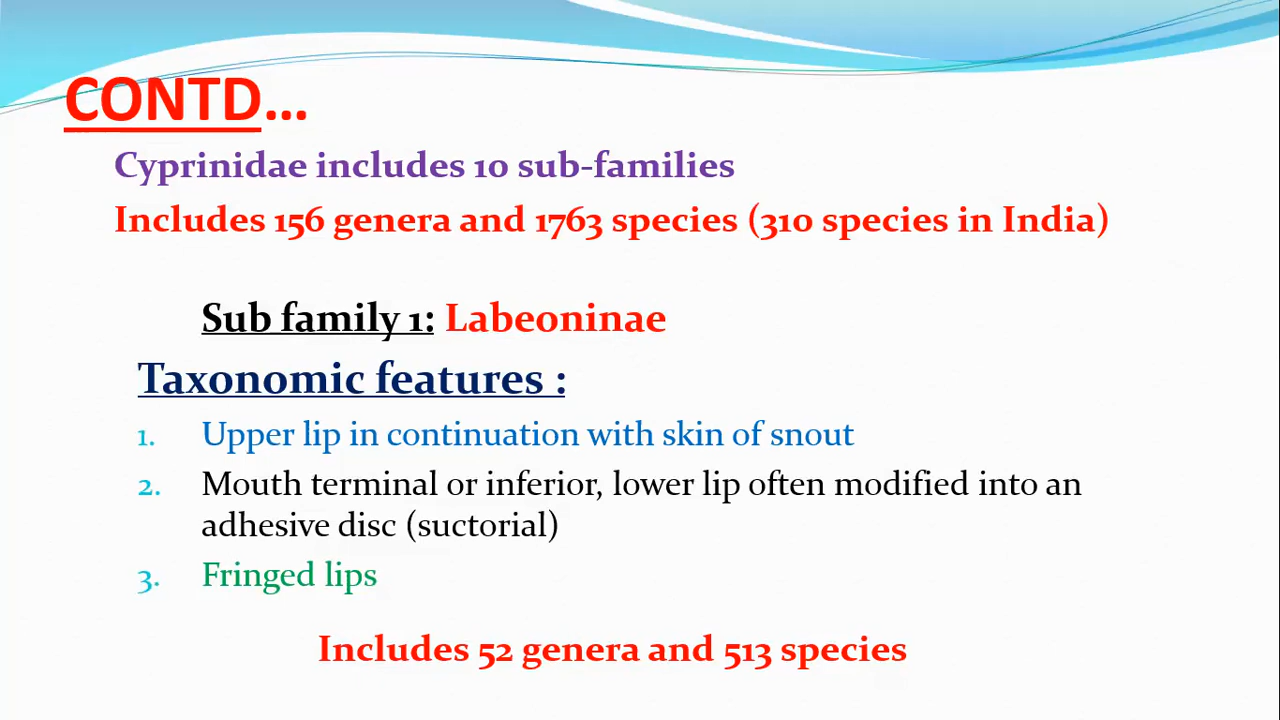 CONTD...
Cyprinidae includes 10 sub-families
Includes 156 genera and 1763 species (310 species in India)
Sub family 1: Labeoninae
Taxonomic features :
1. Upper lip in continuation with skin of snout
2. Mouth terminal or inferior, lower lip often modified into an
adhesive disc (suctorial)
3. Fringed lips
Includes 52 genera and 513 species